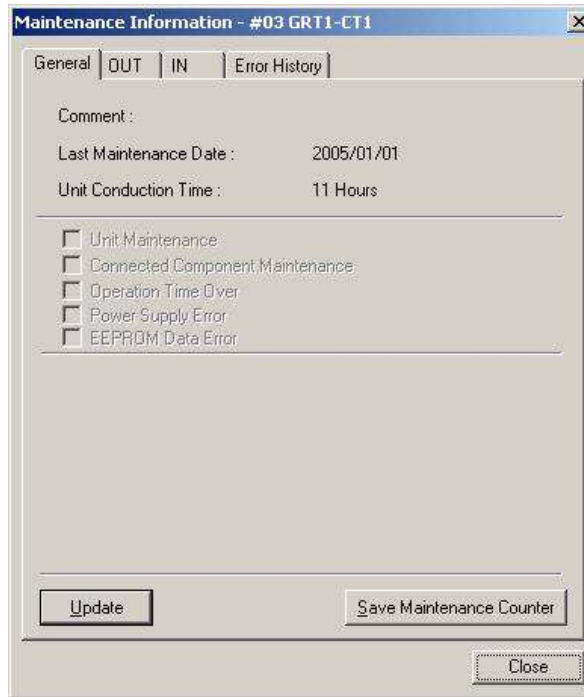 Maintenance Information - #03 GRT1-CT1
General OUT IN Error History
Comment :
Last Maintenance Date : 2005/01/01
Unit Conduction Time : 11 Hours
Unit Maintenance
Connected Component Maintenance
Operation Time Over
Power Supply Error
EEPROM Data Error
Update Save Maintenance Counter
Close